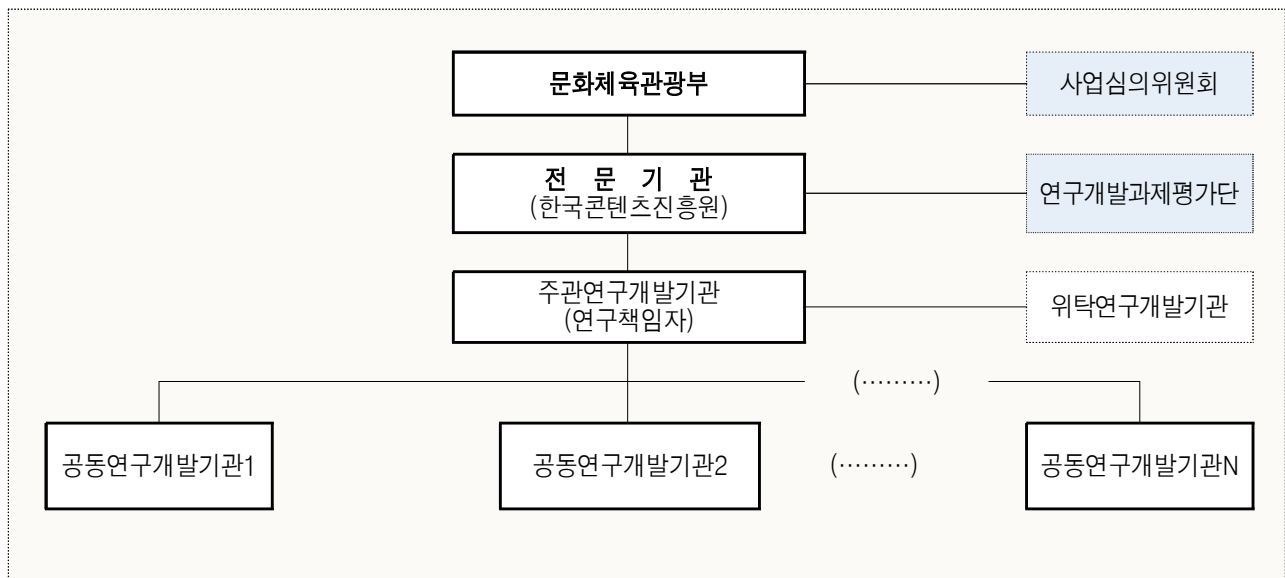 문화체육관광부
사업심의위원회
전 문 기 관
(한국콘텐츠진흥원)
연구개발과제평가단
주관연구개발기관
(연구책임자)
위탁연구개발기관
(………)
공동연구개발기관1
공동연구개발기관2
(………)
공동연구개발기관N